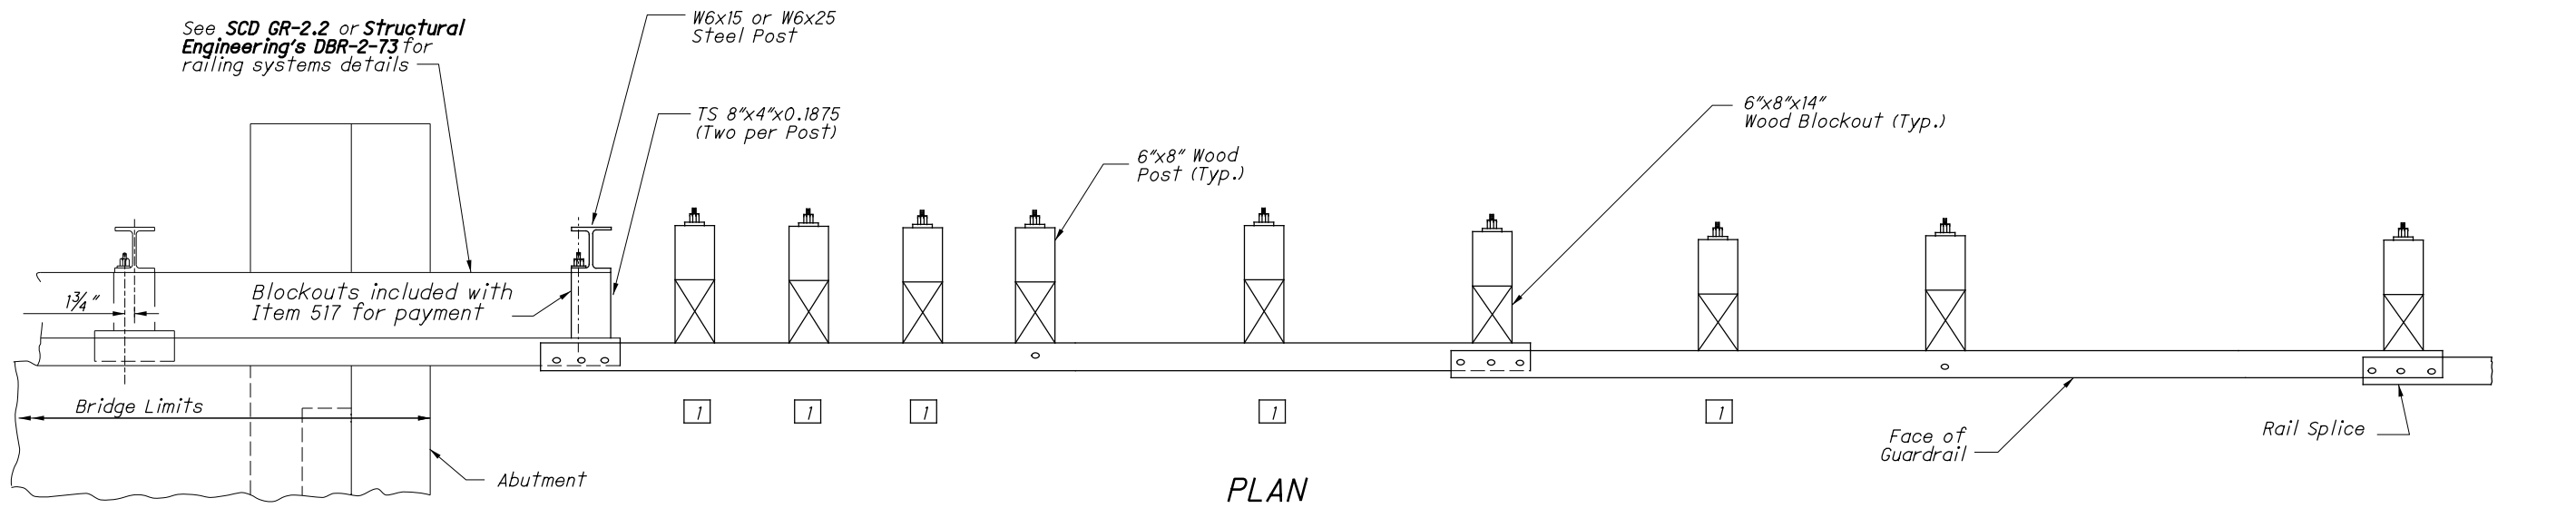 See SCD GR-2.2 or Structural
Engineering's DBR-2-73 for
railing systems details
W6x15 or W6x25
Steel Post
TS 8"x4"x0.1875
(Two per Post)
6"x8" Wood
Post (Typ.)
6"x8"x14"
Wood Blockout (Typ.)
1¾"
Blockouts included with
Item 517 for payment
Bridge Limits
1
1
1
1
1
Face of
Guardrail
Rail Splice
Abutment
PLAN